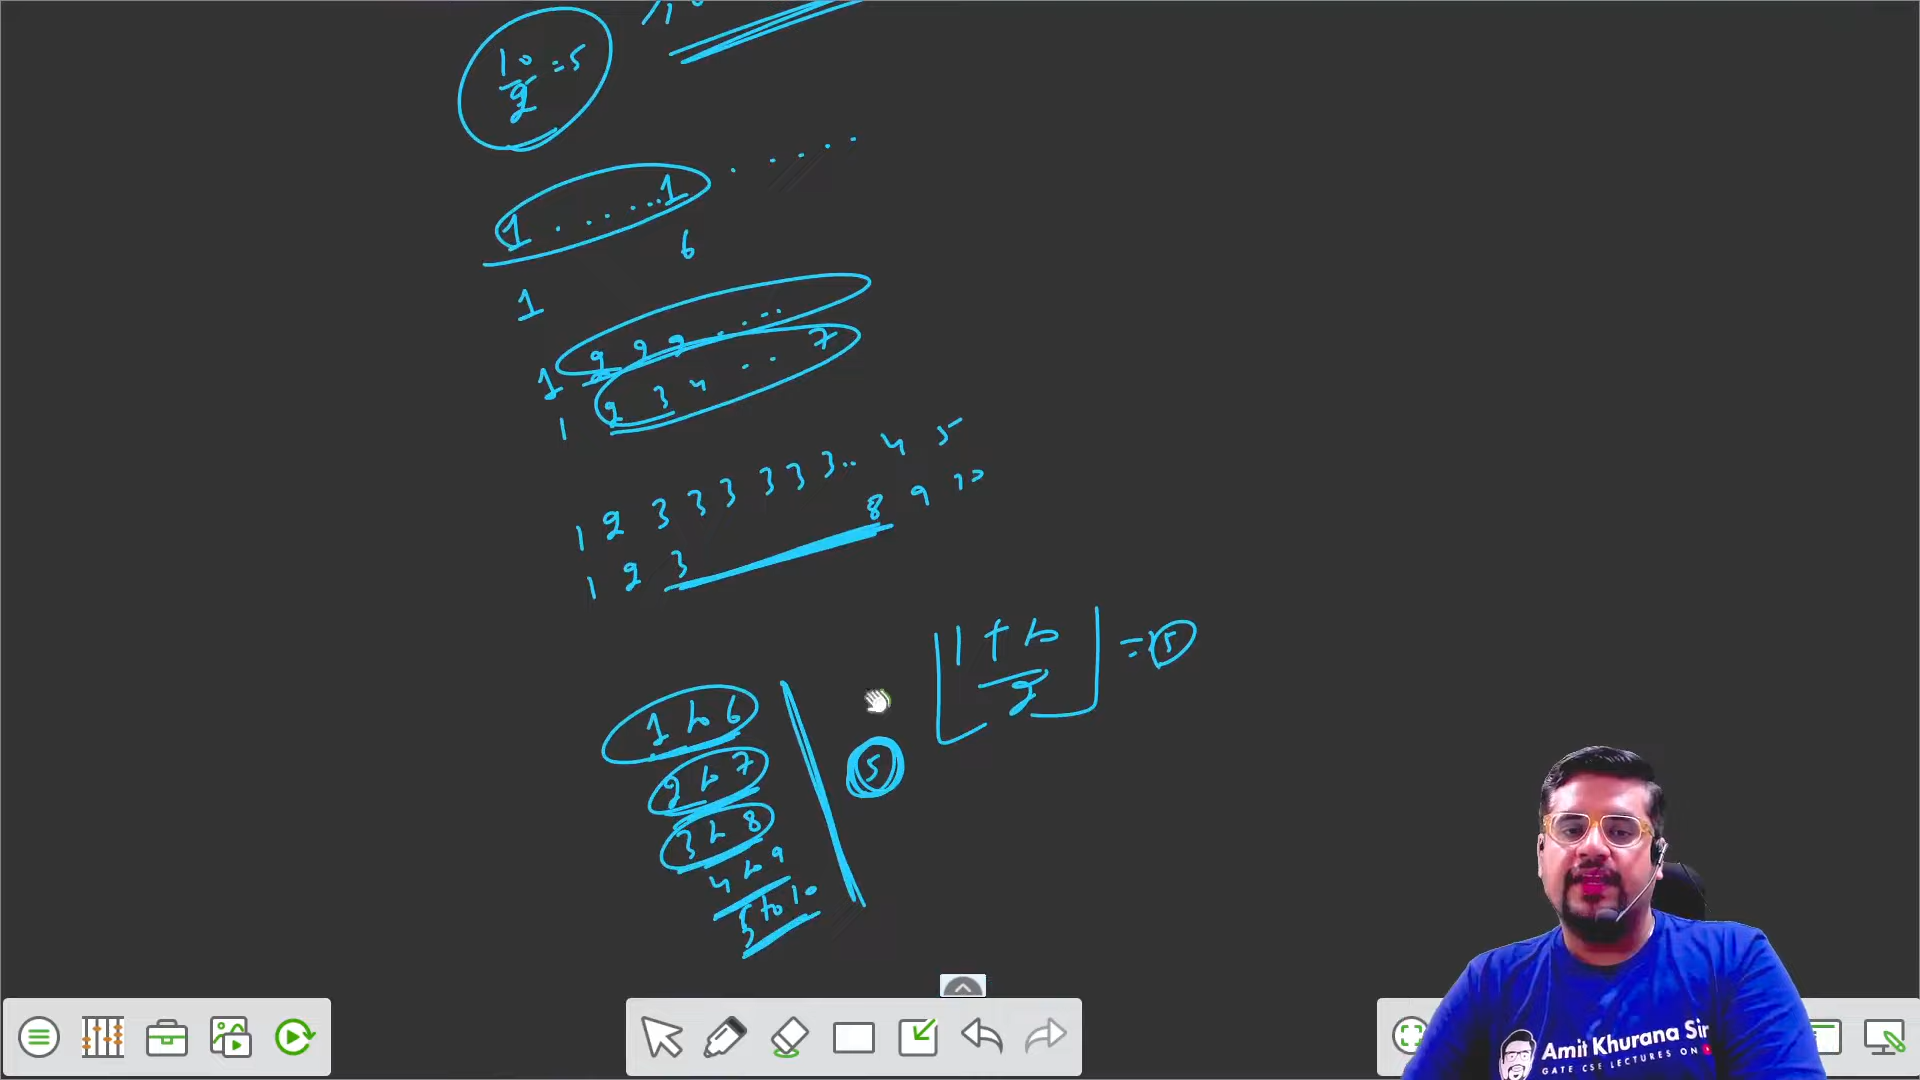 10/2 = 5
1 . . . . . . 1 . . . . .
6
1
1 2 2 2 . . . .
1 2 3 4 . . 7
1 2 3 3 3 3 3 3 .. 4 5
1 2 3 8 9 10
⌊(1 + 10)/2⌋ = 5
1 to 6
2 to 7
5
3 to 8
4 to 9
5 to 10
Amit Khurana Sir
GATE CSE LECTURES ON